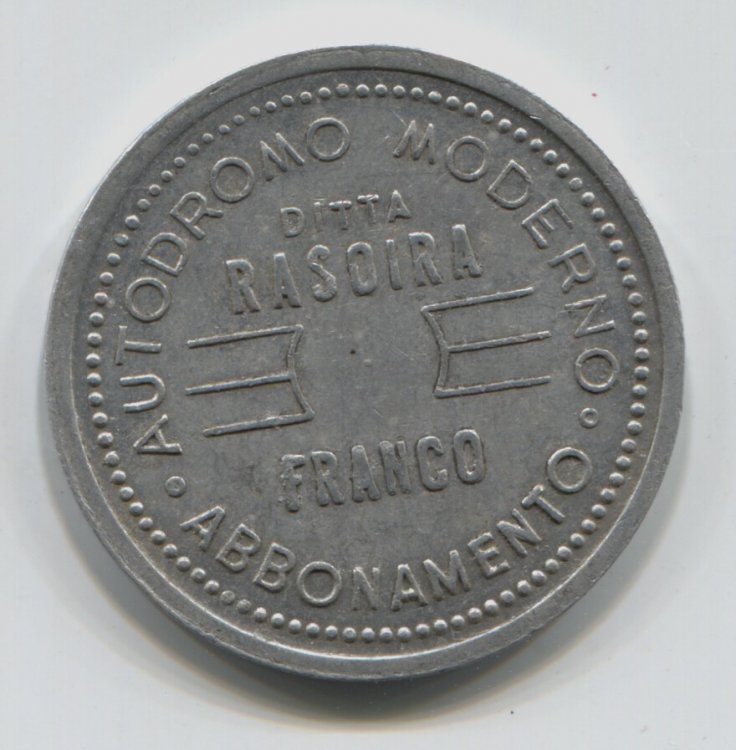 AUTODROMO MODERNO
DITTA
RASOIRA
FRANCO
ABBONAMENTO